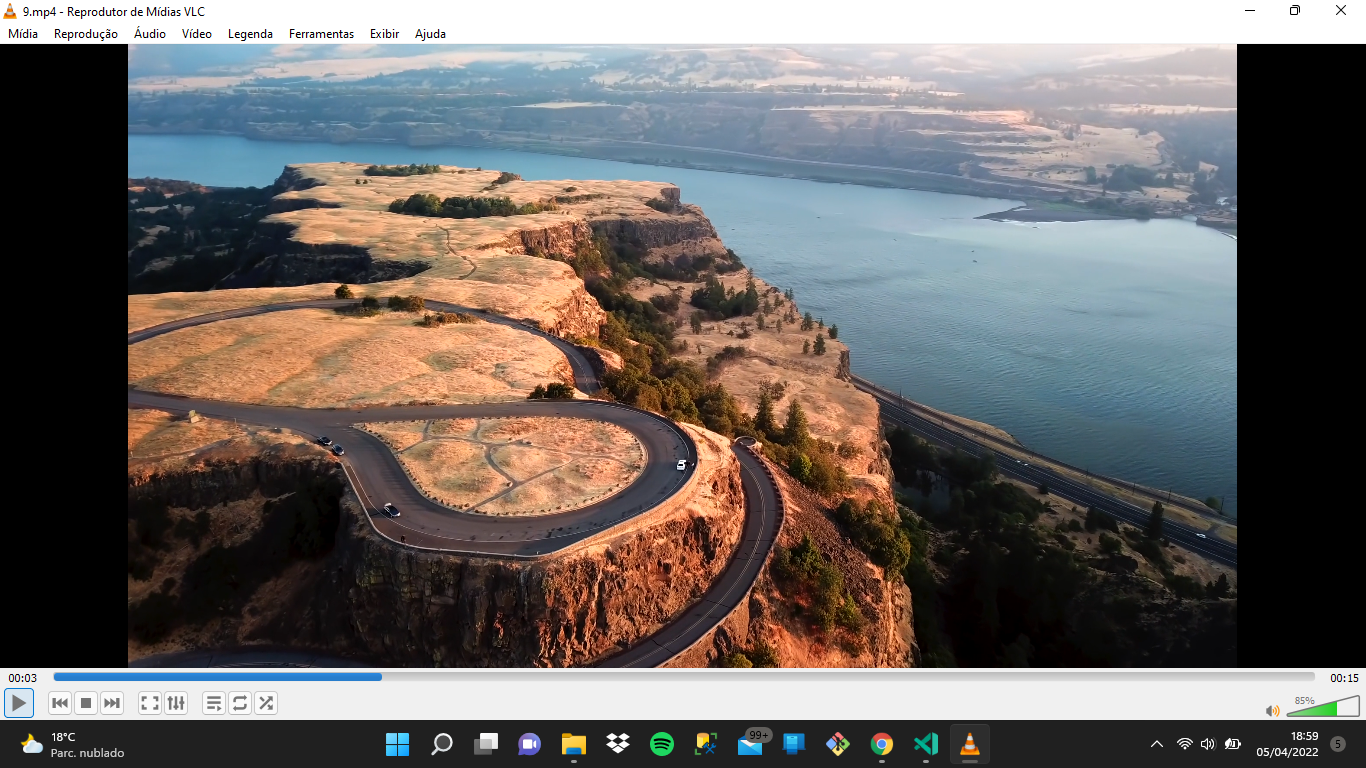 9.mp4 - Reprodutor de Mídias VLC
Mídia Reprodução Áudio Vídeo Legenda Ferramentas Exibir Ajuda
00:03
00:15
85%
18°C
Parc. nublado
99+
18:59
05/04/2022
5